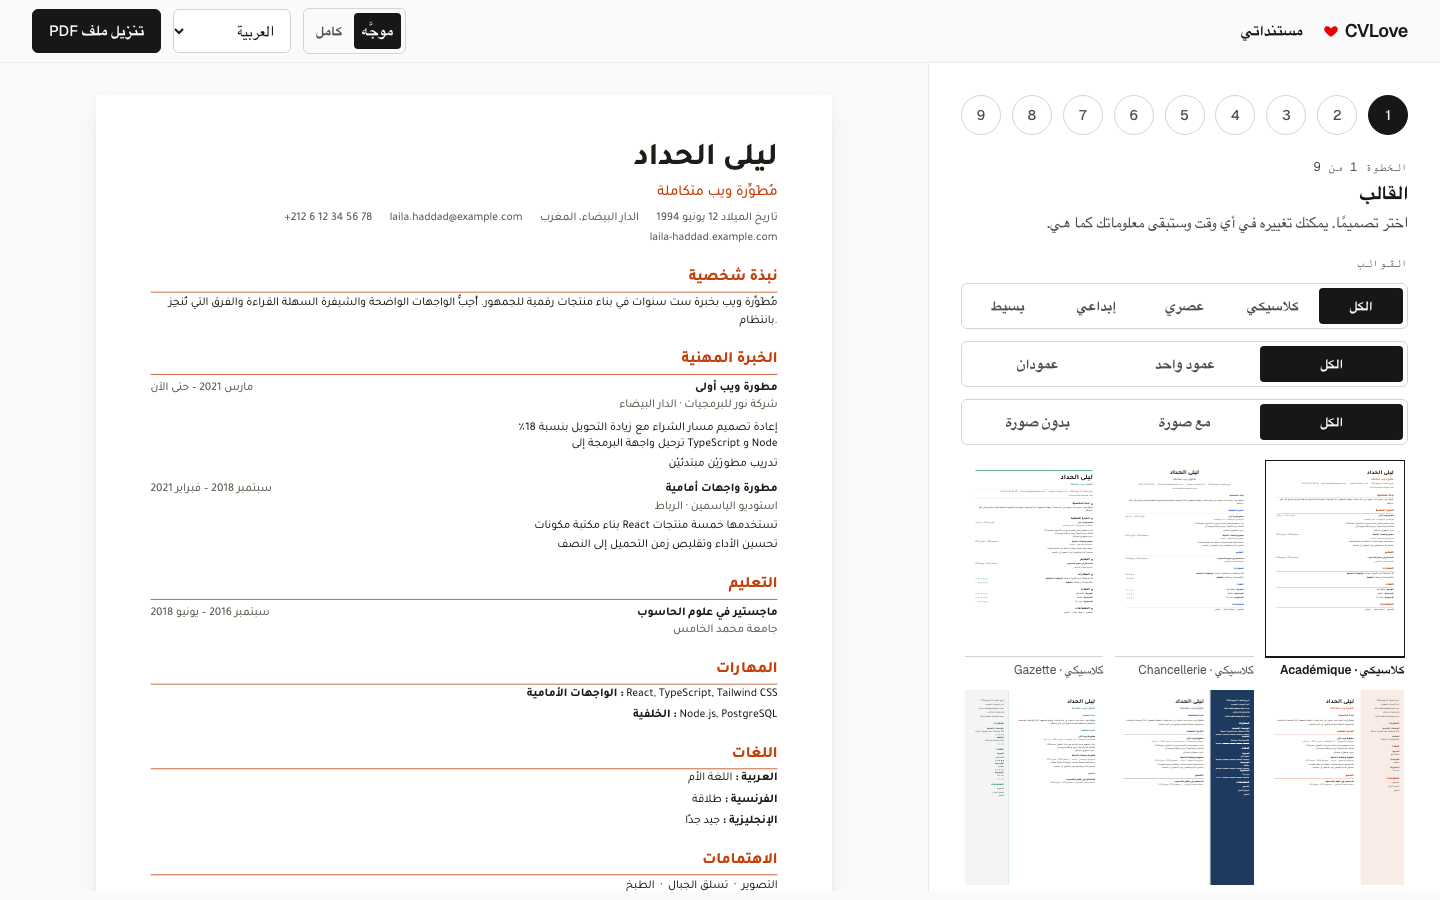 CVLove
مستنداتي
موجَّه
كامل
العربية
تنزيل ملف PDF
1 2 3 4 5 6 7 8 9
الخطوة 1 من 9
القالب
اختر تصميمًا. يمكنك تغييره في أي وقت وستبقى معلوماتك كما هي.
القوالب
الكل كلاسيكي عصري إبداعي بسيط
الكل عمود واحد عمودان
الكل مع صورة بدون صورة
كلاسيكي · Académique
كلاسيكي · Chancellerie
كلاسيكي · Gazette
ليلى الحداد
مُطوِّرة ويب متكاملة
تاريخ الميلاد 12 يونيو 1994 الدار البيضاء، المغرب laila.haddad@example.com +212 6 12 34 56 78
laila-haddad.example.com
نبذة شخصية
مُطوِّرة ويب بخبرة ست سنوات في بناء منتجات رقمية للجمهور. أحِبُّ الواجهات الواضحة والشيفرة السهلة القراءة والفرق التي تُنجِز
.بانتظام
الخبرة المهنية
مطورة ويب أولى مارس 2021 - حتى الآن
شركة نور للبرمجيات · الدار البيضاء
إعادة تصميم مسار الشراء مع زيادة التحويل بنسبة 18٪
ترحيل واجهة البرمجة إلى TypeScript و Node
تدريب مطورَيْن مبتدئَيْن
مطورة واجهات أمامية سبتمبر 2018 - فبراير 2021
استوديو الياسمين · الرباط
بناء مكتبة مكونات React تستخدمها خمسة منتجات
تحسين الأداء وتقليص زمن التحميل إلى النصف
التعليم
ماجستير في علوم الحاسوب سبتمبر 2016 - يونيو 2018
جامعة محمد الخامس
المهارات
الواجهات الأمامية : React, TypeScript, Tailwind CSS
الخلفية : Node.js, PostgreSQL
اللغات
العربية : اللغة الأم
الفرنسية : طلاقة
الإنجليزية : جيد جدًا
الاهتمامات
التصوير · تسلق الجبال · الطبخ